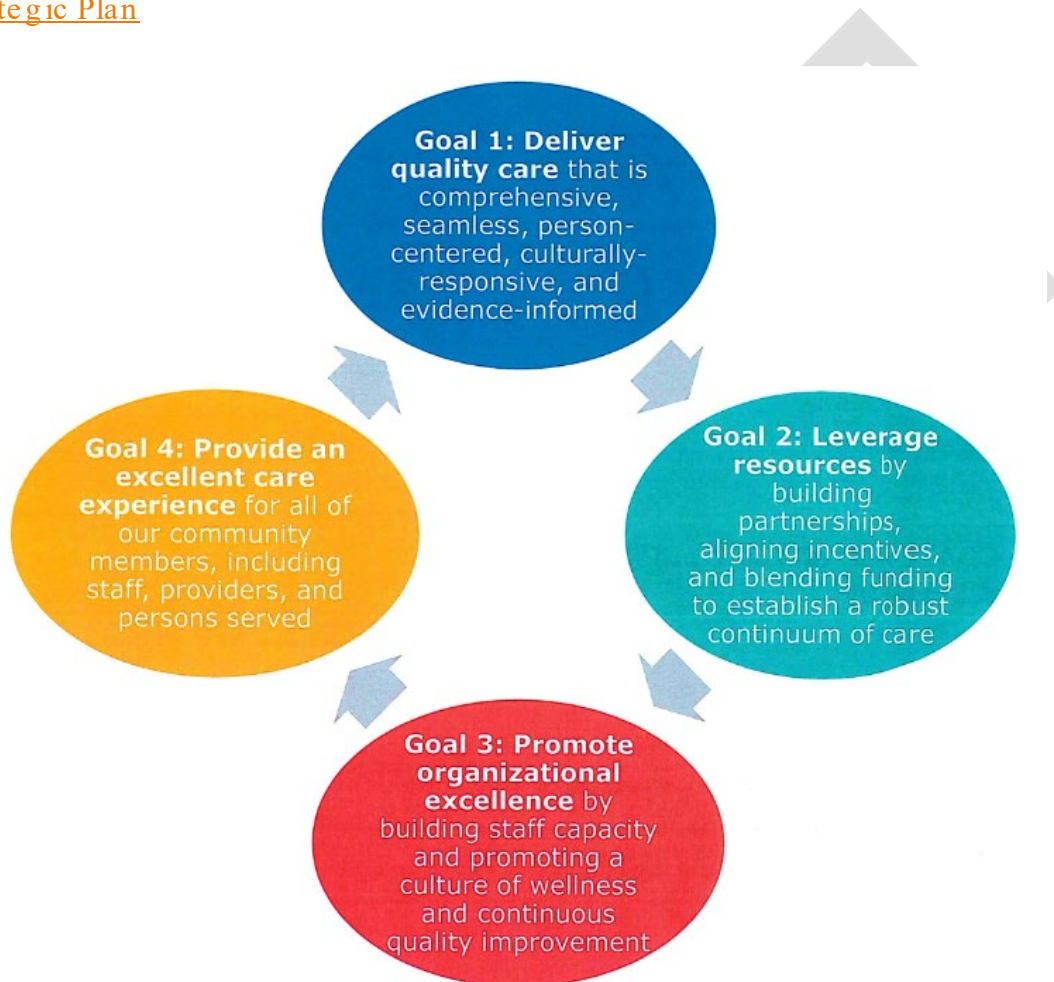 tegic Plan
Goal 1: Deliver
quality care that is
comprehensive,
seamless, person-
centered, culturally-
responsive, and
evidence-informed
Goal 2: Leverage
resources by
building
partnerships,
aligning incentives,
and blending funding
to establish a robust
continuum of care
Goal 3: Promote
organizational
excellence by
building staff capacity
and promoting a
culture of wellness
and continuous
quality improvement
Goal 4: Provide an
excellent care
experience for all of
our community
members, including
staff, providers, and
persons served